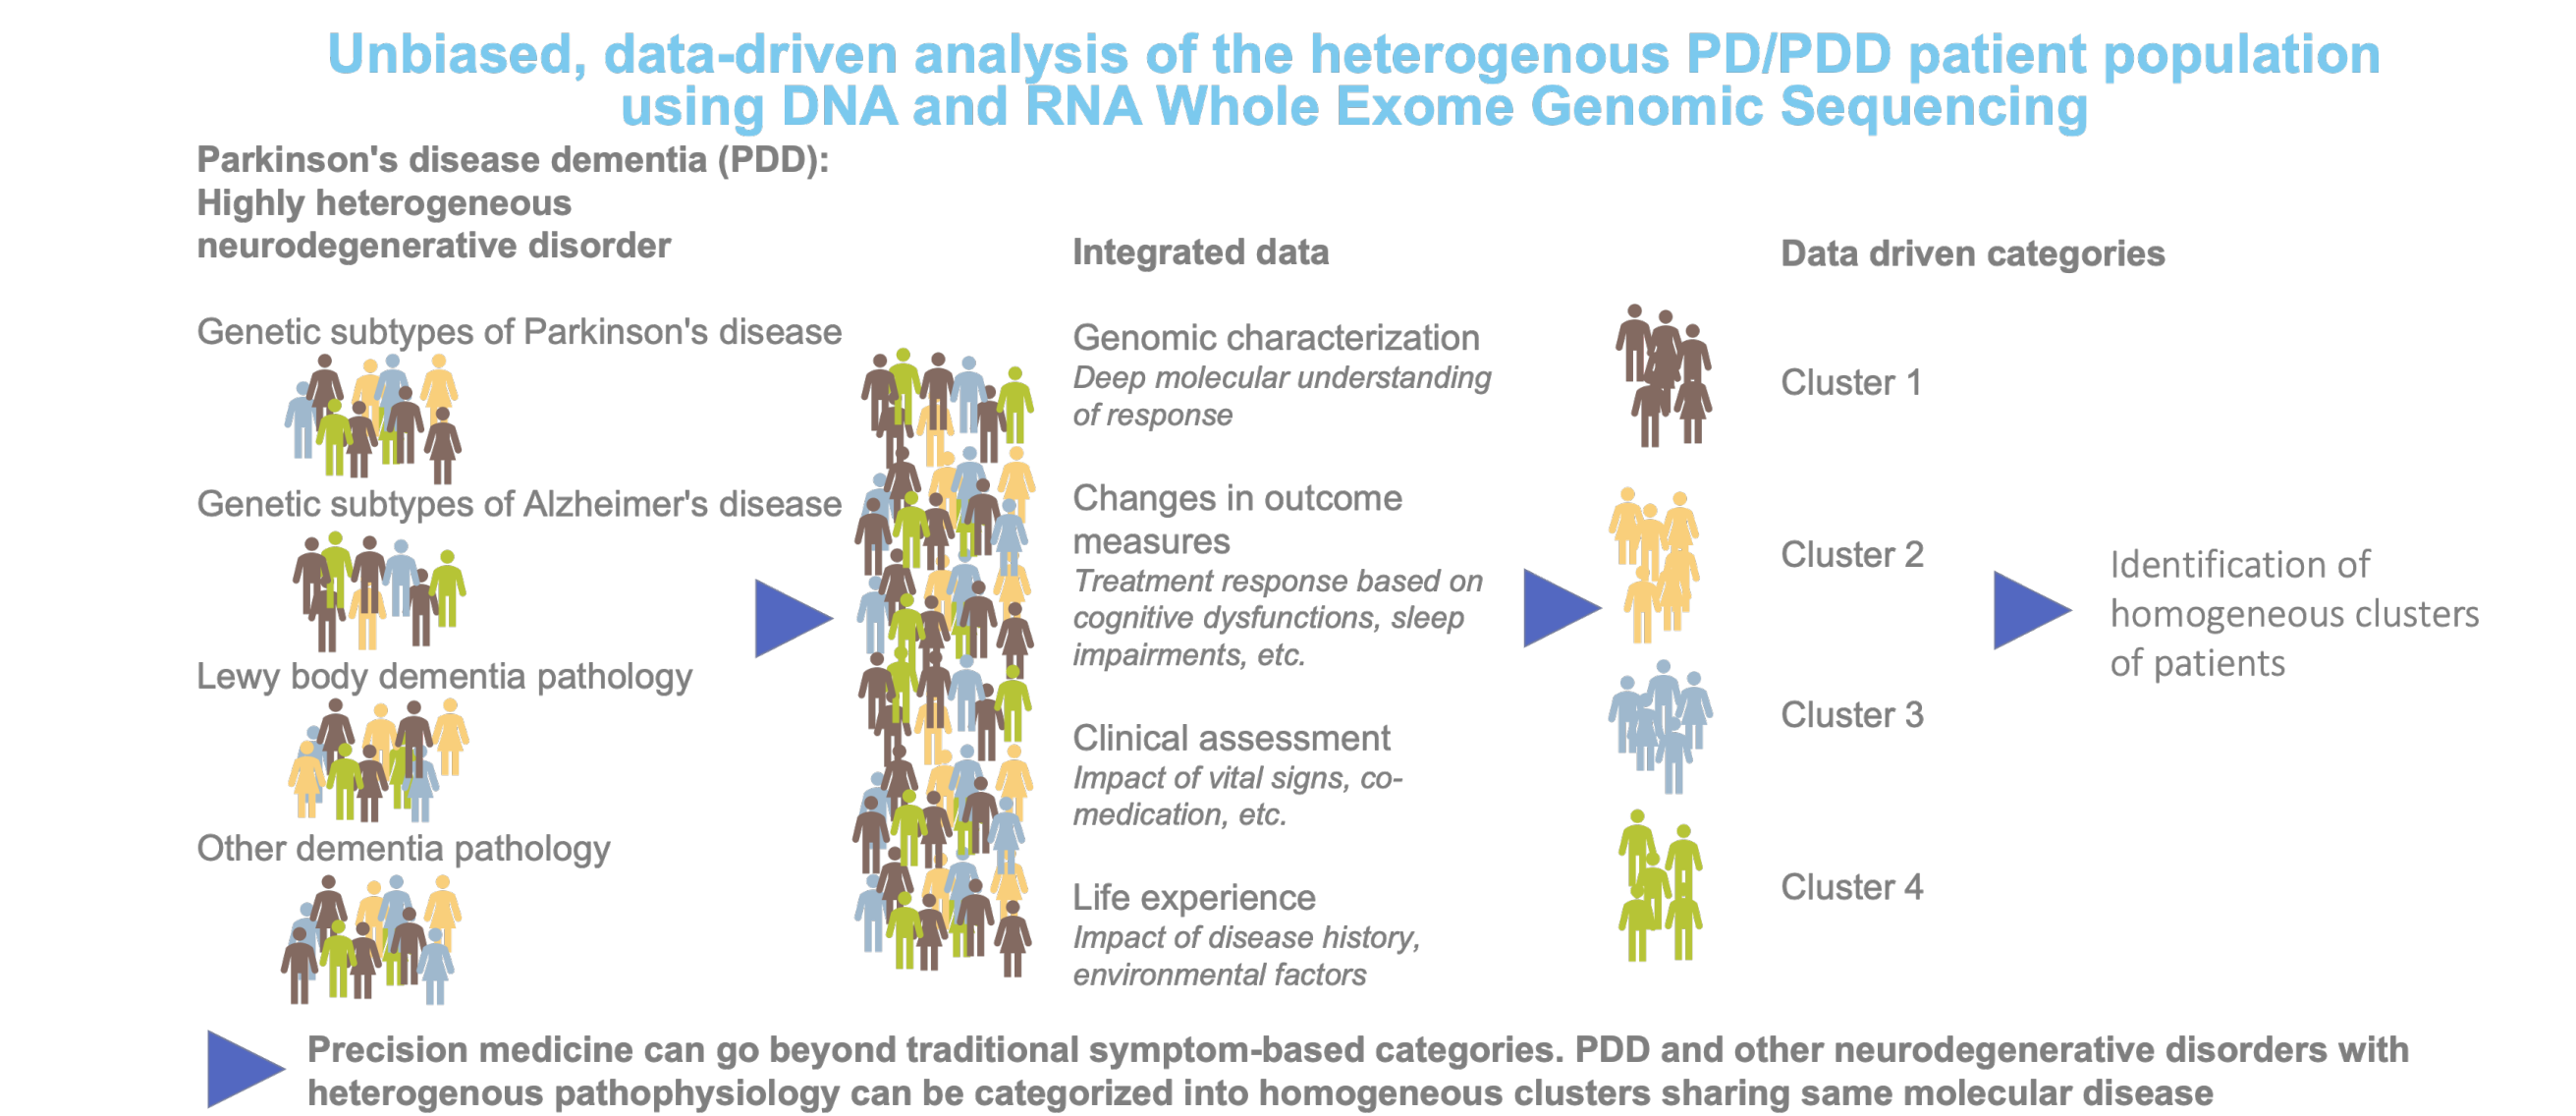 Unbiased, data-driven analysis of the heterogenous PD/PDD patient population
using DNA and RNA Whole Exome Genomic Sequencing
Parkinson's disease dementia (PDD):
Highly heterogeneous
neurodegenerative disorder
Genetic subtypes of Parkinson's disease
Genetic subtypes of Alzheimer's disease
Lewy body dementia pathology
Other dementia pathology
Integrated data
Genomic characterization
Deep molecular understanding
of response
Changes in outcome
measures
Treatment response based on
cognitive dysfunctions, sleep
impairments, etc.
Clinical assessment
Impact of vital signs, co-
medication, etc.
Life experience
Impact of disease history,
environmental factors
Data driven categories
Cluster 1
Cluster 2
Cluster 3
Cluster 4
Identification of
homogeneous clusters
of patients
Precision medicine can go beyond traditional symptom-based categories. PDD and other neurodegenerative disorders with
heterogenous pathophysiology can be categorized into homogeneous clusters sharing same molecular disease